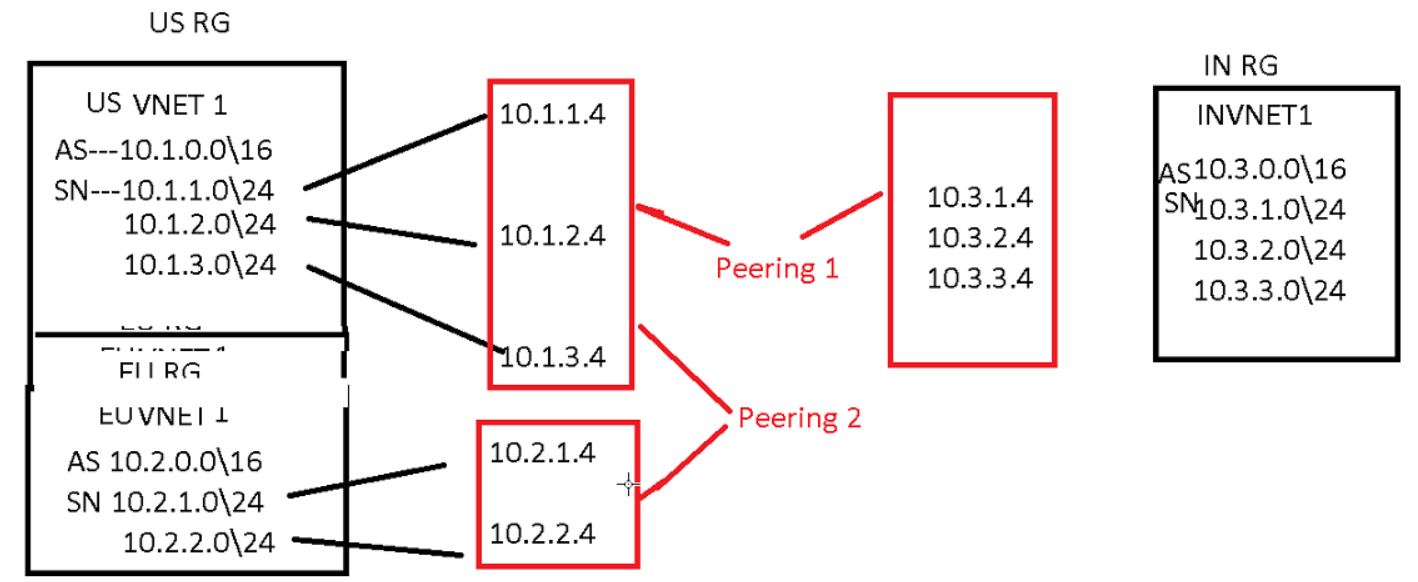 US RG
US VNET 1
AS---10.1.0.0\16
SN---10.1.1.0\24
10.1.2.0\24
10.1.3.0\24
EU RG
EUVNET 1
AS 10.2.0.0\16
SN 10.2.1.0\24
10.2.2.0\24
10.1.1.4
10.1.2.4
10.1.3.4
10.2.1.4
10.2.2.4
Peering 1
Peering 2
10.3.1.4
10.3.2.4
10.3.3.4
IN RG
INVNET1
AS10.3.0.0\16
SN10.3.1.0\24
10.3.2.0\24
10.3.3.0\24